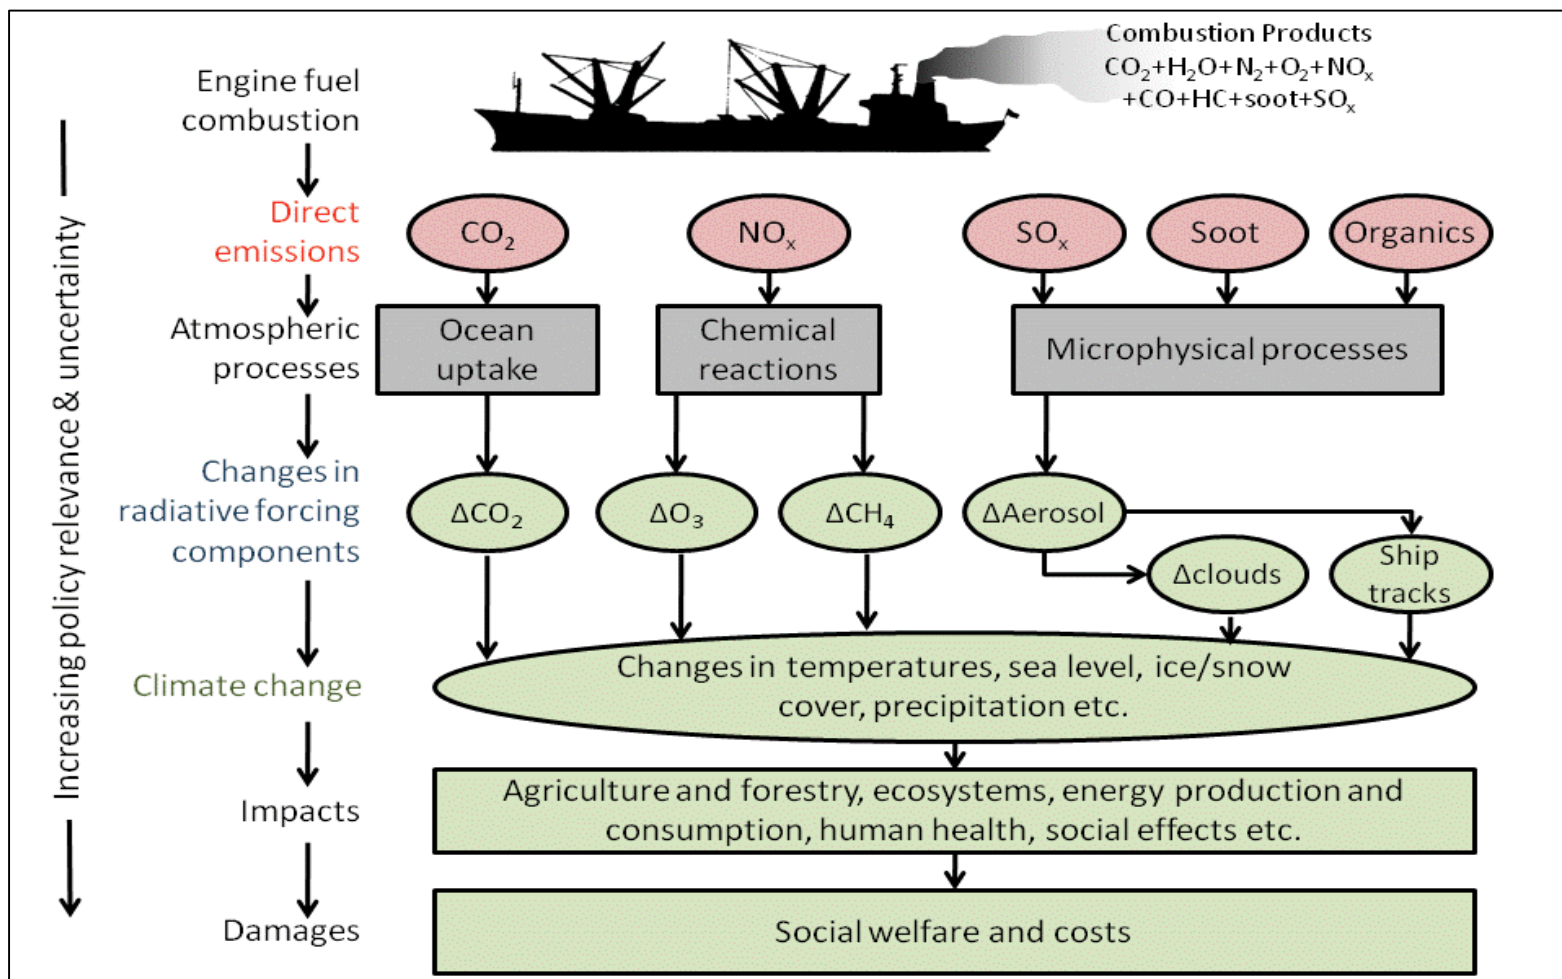 Combustion Products
CO₂+H₂O+N₂+O₂+NOₓ
+CO+HC+soot+SOₓ
Engine fuel
combustion
Increasing policy relevance & uncertainty
Direct
emissions
CO₂
NOₓ
SOₓ
Soot
Organics
Atmospheric
processes
Ocean
uptake
Chemical
reactions
Microphysical processes
Changes in
radiative forcing
components
ΔCO₂
ΔO₃
ΔCH₄
ΔAerosol
Δclouds
Ship
tracks
Climate change
Changes in temperatures, sea level, ice/snow
cover, precipitation etc.
Impacts
Agriculture and forestry, ecosystems, energy production and
consumption, human health, social effects etc.
Damages
Social welfare and costs